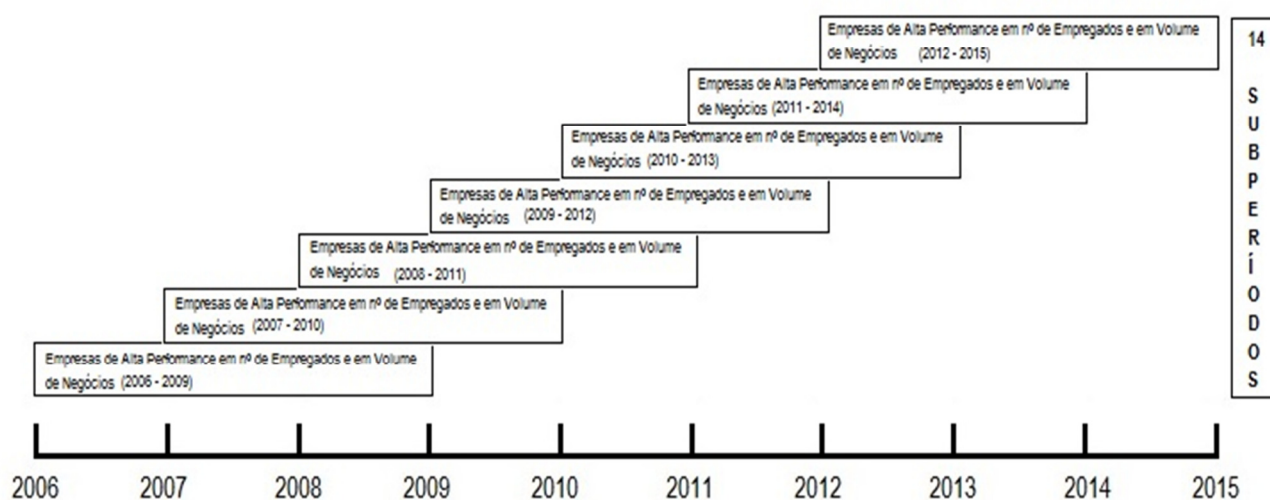 Empresas de Alta Performance em nº de Empregados e em Volume
de Negócios (2012 - 2015)
Empresas de Alta Performance em nº de Empregados e em Volume
de Negócios (2011 - 2014)
Empresas de Alta Performance em nº de Empregados e em Volume
de Negócios (2010 - 2013)
Empresas de Alta Performance em nº de Empregados e em Volume
de Negócios (2009 - 2012)
Empresas de Alta Performance em nº de Empregados e em Volume
de Negócios (2008 - 2011)
Empresas de Alta Performance em nº de Empregados e em Volume
de Negócios (2007 - 2010)
Empresas de Alta Performance em nº de Empregados e em Volume
de Negócios (2006 - 2009)
14
S
U
B
P
E
R
Í
O
D
O
S
2006 2007 2008 2009 2010 2011 2012 2013 2014 2015